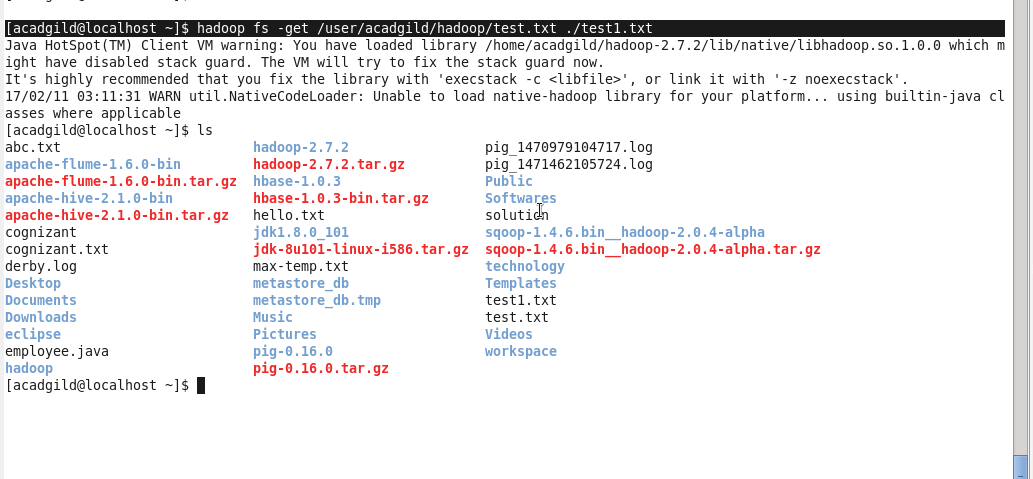 [acadgild@localhost ~]$ hadoop fs -get /user/acadgild/hadoop/test.txt ./test1.txt
Java HotSpot(TM) Client VM warning: You have loaded library /home/acadgild/hadoop-2.7.2/lib/native/libhadoop.so.1.0.0 which m
ight have disabled stack guard. The VM will try to fix the stack guard now.
It's highly recommended that you fix the library with 'execstack -c <libfile>', or link it with '-z noexecstack'.
17/02/11 03:11:31 WARN util.NativeCodeLoader: Unable to load native-hadoop library for your platform... using builtin-java cl
asses where applicable
[acadgild@localhost ~]$ ls
abc.txt hadoop-2.7.2 pig_1470979104717.log
apache-flume-1.6.0-bin hadoop-2.7.2.tar.gz pig_1471462105724.log
apache-flume-1.6.0-bin.tar.gz hbase-1.0.3 Public
apache-hive-2.1.0-bin hbase-1.0.3-bin.tar.gz Softwares
apache-hive-2.1.0-bin.tar.gz hello.txt solution
cognizant jdk1.8.0_101 sqoop-1.4.6.bin__hadoop-2.0.4-alpha
cognizant.txt jdk-8u101-linux-i586.tar.gz sqoop-1.4.6.bin__hadoop-2.0.4-alpha.tar.gz
derby.log max-temp.txt technology
Desktop metastore_db Templates
Documents metastore_db.tmp test1.txt
Downloads Music test.txt
eclipse Pictures Videos
employee.java pig-0.16.0 workspace
hadoop pig-0.16.0.tar.gz
[acadgild@localhost ~]$